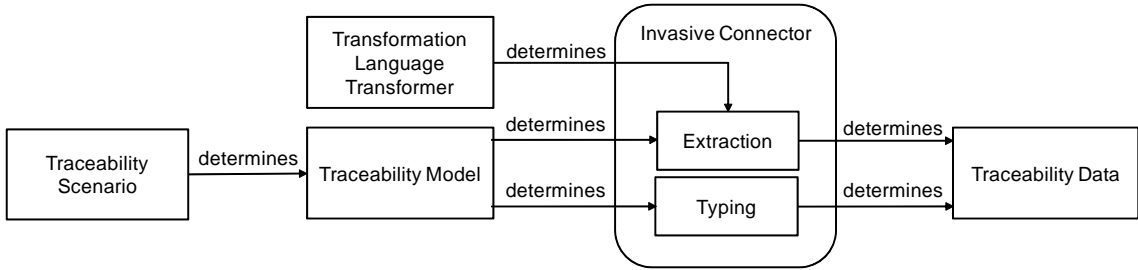 Transformation
Language
Transformer
determines
Invasive Connector
Traceability
Scenario
determines
Traceability Model
determines
Extraction
determines
Traceability Data
determines
Typing
determines